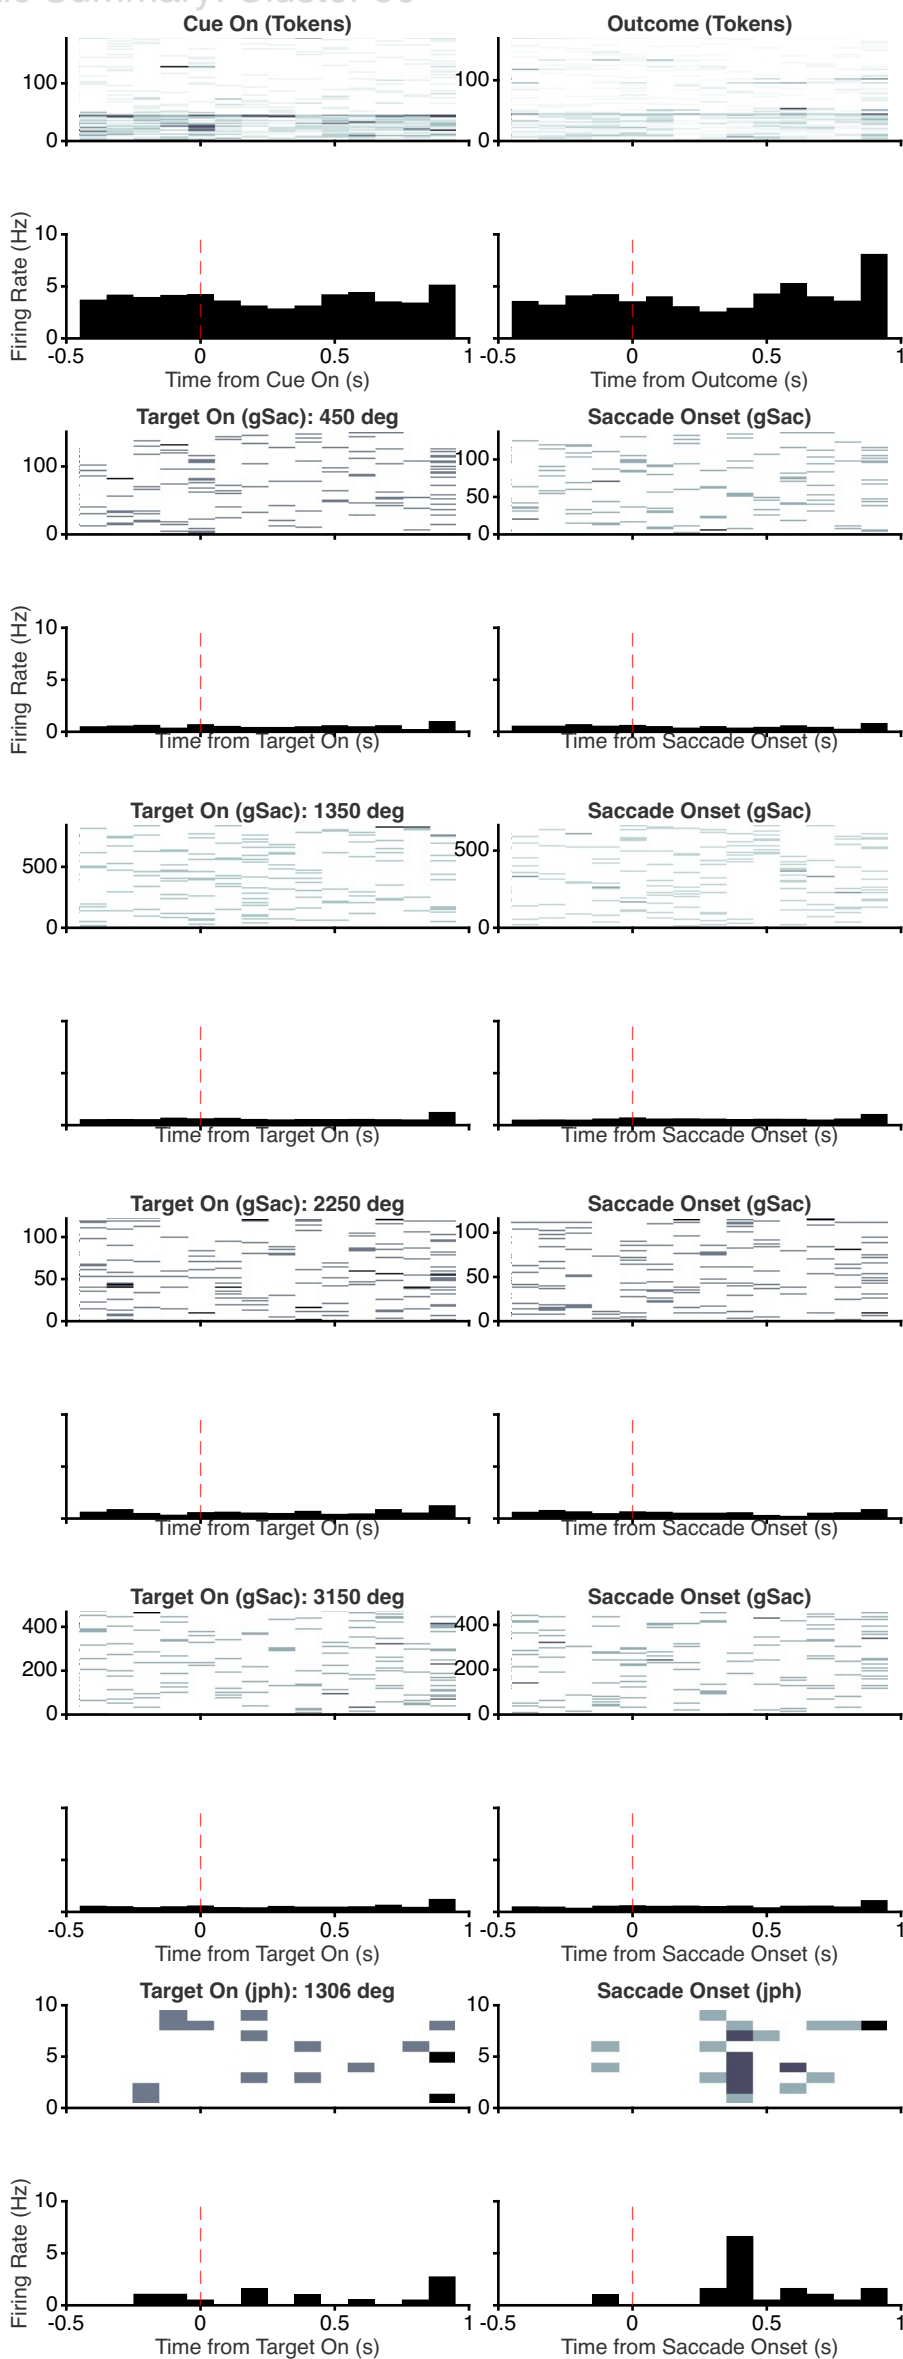 Summary: Cluster
Cue On (Tokens) Outcome (Tokens)
100 100
0 0
Firing Rate (Hz)
10
5
0
-0.5 0 0.5 1 -0.5 0 0.5 1
Time from Cue On (s) Time from Outcome (s)
Target On (gSac): 450 deg Saccade Onset (gSac)
100 100
50
0 0
Firing Rate (Hz)
10
5
0
Time from Target On (s) Time from Saccade Onset (s)
Target On (gSac): 1350 deg Saccade Onset (gSac)
500 500
0 0
Time from Target On (s) Time from Saccade Onset (s)
Target On (gSac): 2250 deg Saccade Onset (gSac)
100 100
50 50
0 0
Time from Target On (s) Time from Saccade Onset (s)
Target On (gSac): 3150 deg Saccade Onset (gSac)
400 400
200 200
0 0
-0.5 0 0.5 1 -0.5 0 0.5 1
Time from Target On (s) Time from Saccade Onset (s)
Target On (jph): 1306 deg Saccade Onset (jph)
10 10
5 5
0 0
Firing Rate (Hz)
10
5
0
-0.5 0 0.5 1 -0.5 0 0.5 1
Time from Target On (s) Time from Saccade Onset (s)